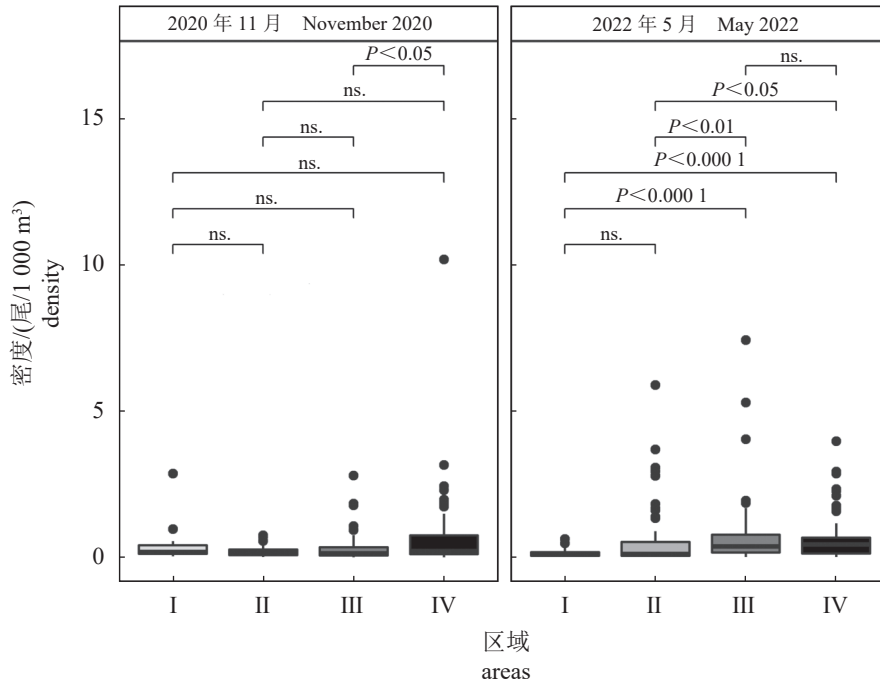 2020 年 11 月 November 2020
P＜0.05
ns.
ns.
ns.
ns.
ns.
2022 年 5 月 May 2022
ns.
P＜0.05
P＜0.01
P＜0.000 1
P＜0.000 1
ns.
密度/(尾/1 000 m³)
density
15
10
5
0
I II III IV
I II III IV
区域
areas